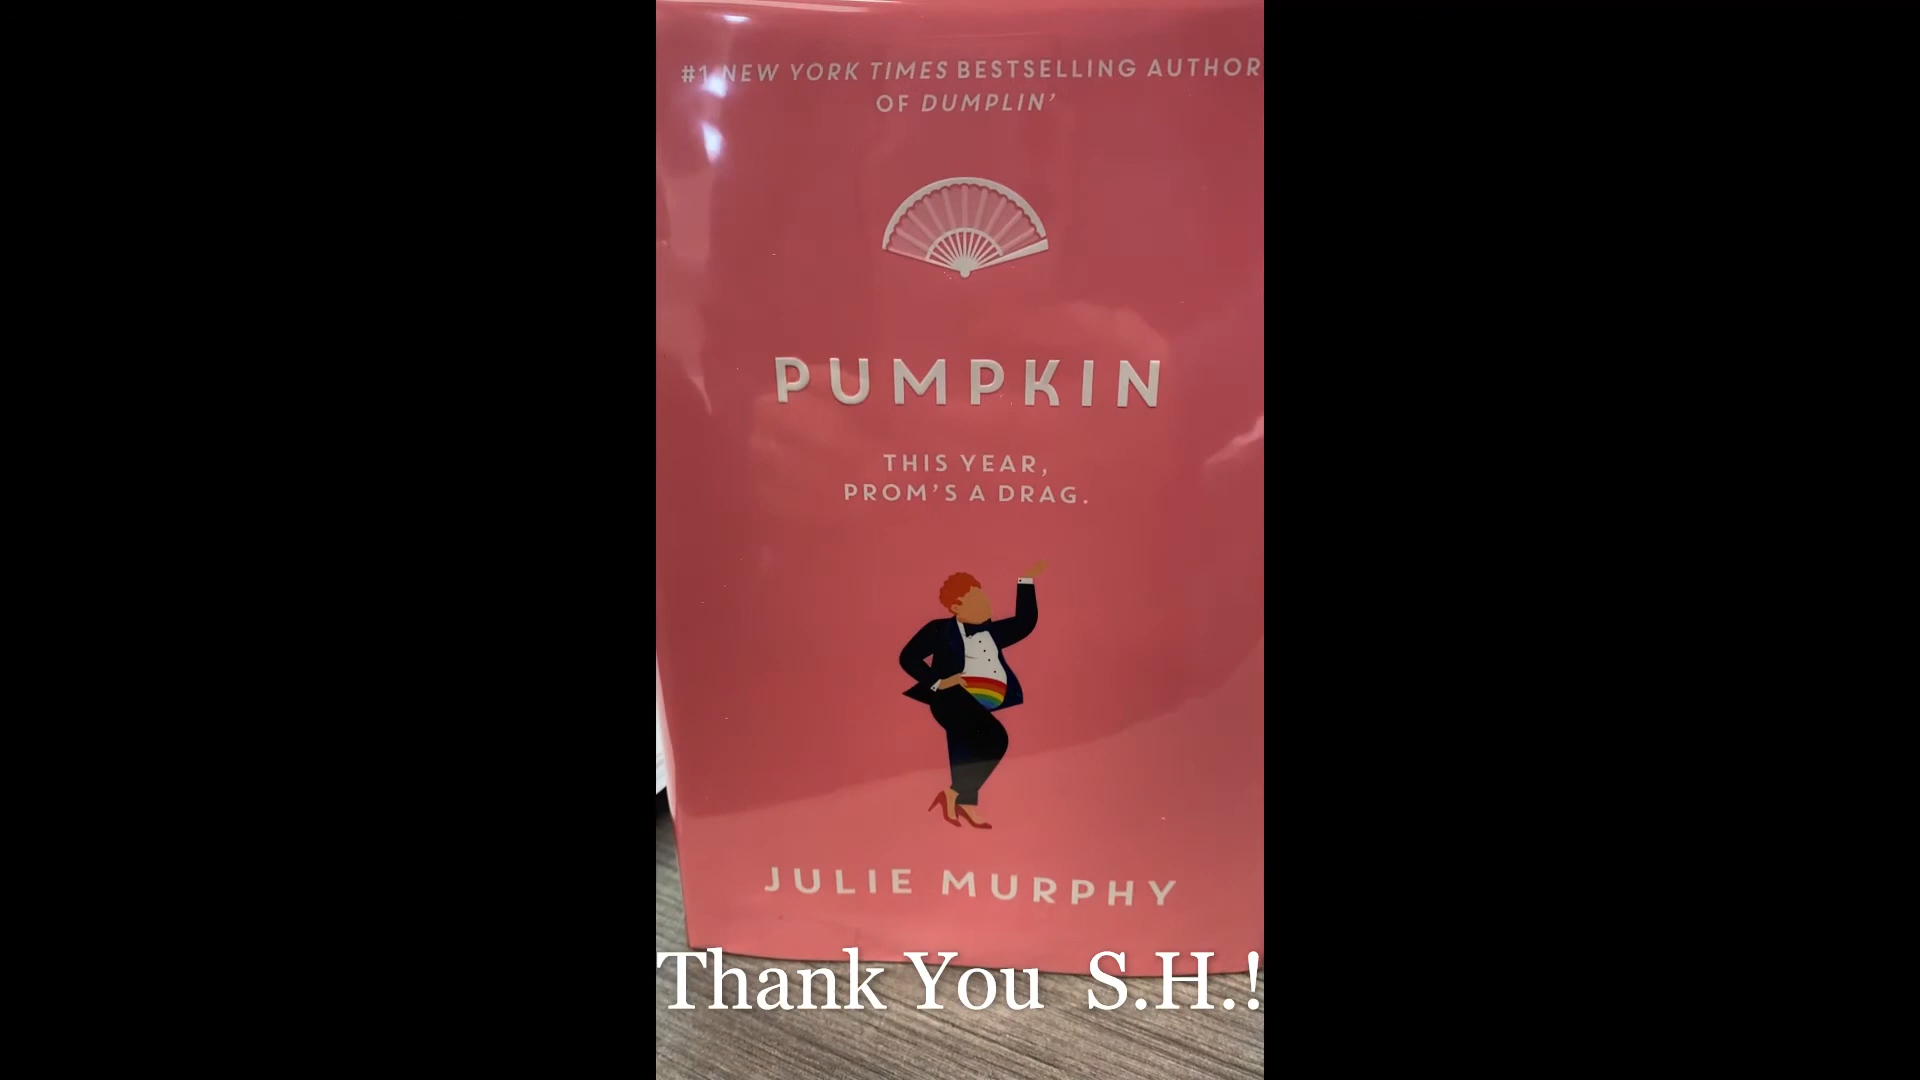 #1 NEW YORK TIMES BESTSELLING AUTHOR
OF DUMPLIN'
PUMPKIN
THIS YEAR,
PROM'S A DRAG.
JULIE MURPHY
Thank You S.H.!